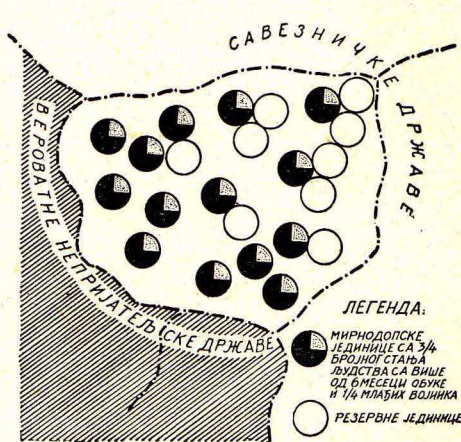 САВЕЗНИЧКЕ ДРЖАВЕ
ВЕРОВАТНЕ НЕПРИЈАТЕЉСКЕ ДРЖАВЕ
ЛЕГЕНДА:
МИРНОДОПСКЕ
ЈЕДИНИЦЕ СА 3/4
БРОЈНОГ СТАЊА
ЉУДСТВА СА ВИШЕ
ОД 6 МЕСЕЦИ ОБУКЕ
И 1/4 МЛАЂИХ ВОЈНИКА
РЕЗЕРВНЕ ЈЕДИНИЦЕ